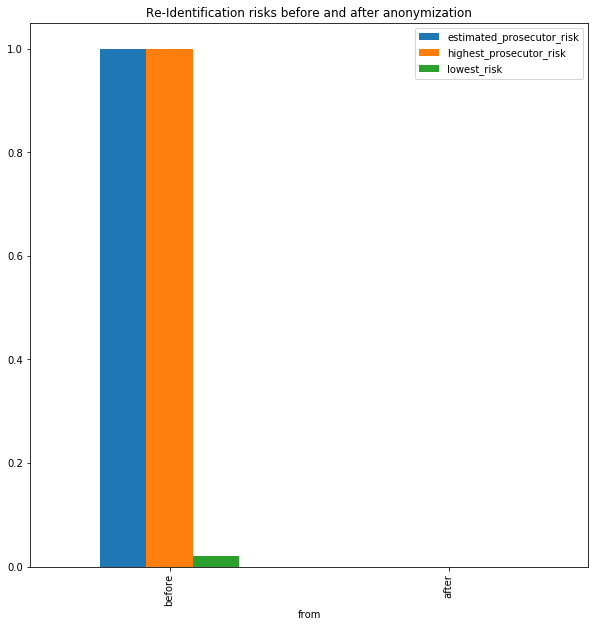 Re-Identification risks before and after anonymization
estimated_prosecutor_risk
highest_prosecutor_risk
lowest_risk
1.0
0.8
0.6
0.4
0.2
0.0
before
after
from